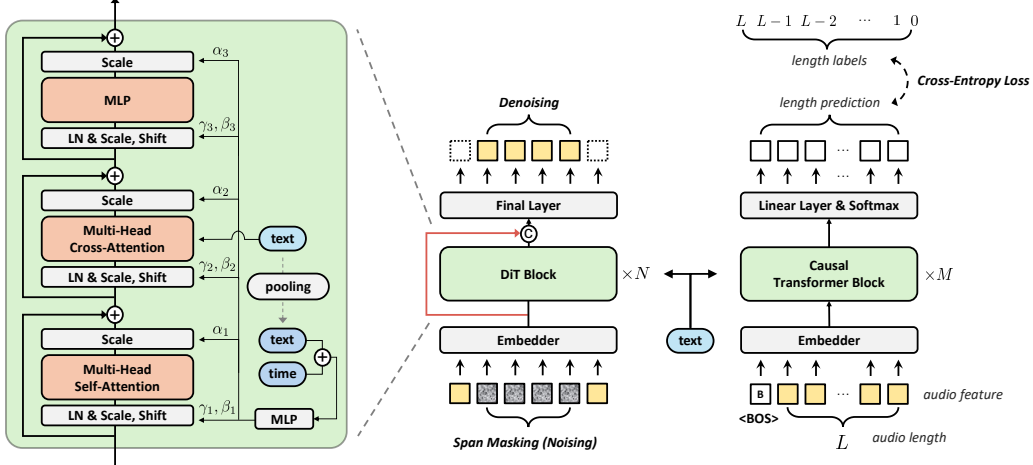 Scale
α₃
MLP
LN & Scale, Shift
γ₃, β₃
Scale
α₂
Multi-Head
Cross-Attention
text
LN & Scale, Shift
γ₂, β₂
pooling
Scale
α₁
text
Multi-Head
Self-Attention
time
LN & Scale, Shift
γ₁, β₁
MLP
Denoising
Final Layer
C
DiT Block
×N
Embedder
Span Masking (Noising)
text
L L − 1 L − 2 ... 1 0
length labels
Cross-Entropy Loss
length prediction
...
...
Linear Layer & Softmax
Causal
Transformer Block
×M
Embedder
B
...
audio feature
<BOS>
L
audio length